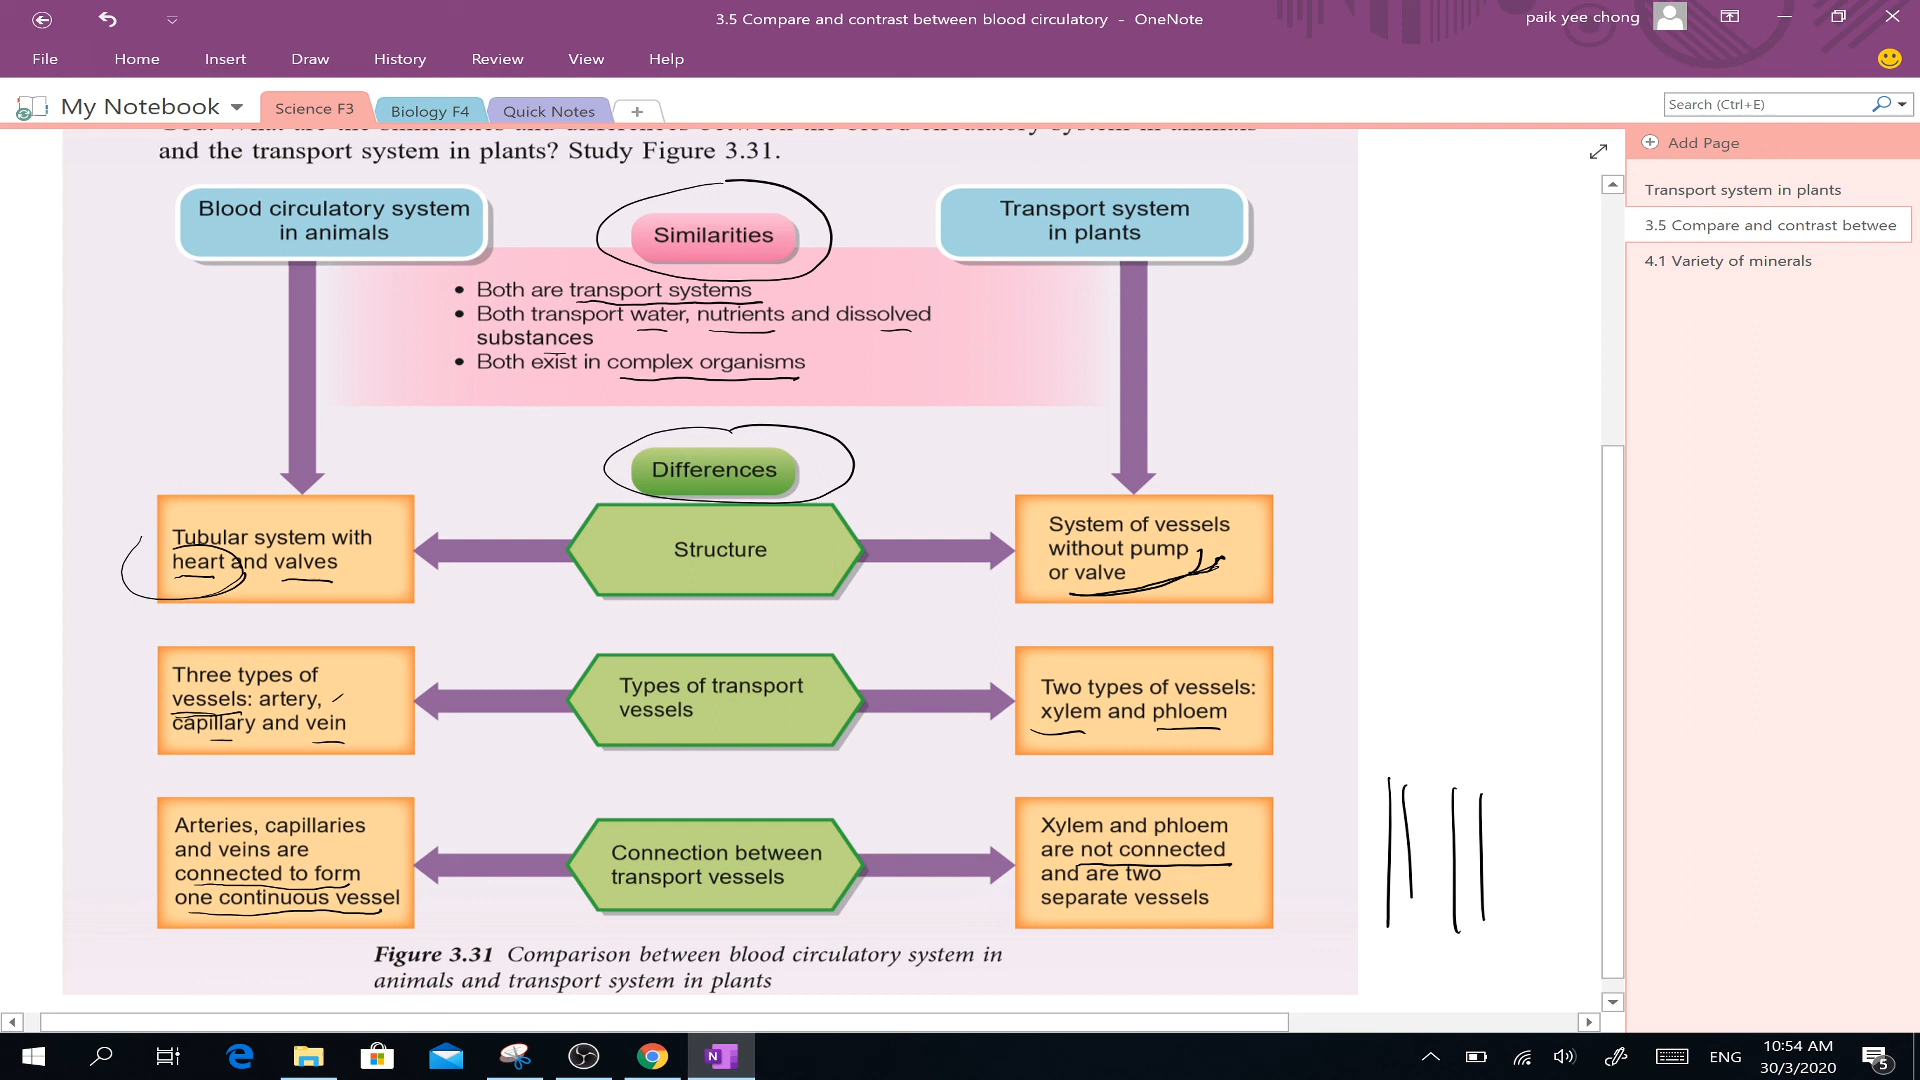 3.5 Compare and contrast between blood circulatory - OneNote
paik yee chong
File Home Insert Draw History Review View Help
My Notebook
Science F3
Biology F4
Quick Notes
Search (Ctrl+E)
and the transport system in plants? Study Figure 3.31.
Blood circulatory system
in animals
Similarities
Transport system
in plants
• Both are transport systems
• Both transport water, nutrients and dissolved
substances
• Both exist in complex organisms
Differences
Tubular system with
heart and valves
Structure
System of vessels
without pump
or valve
Three types of
vessels: artery,
capillary and vein
Types of transport
vessels
Two types of vessels:
xylem and phloem
Arteries, capillaries
and veins are
connected to form
one continuous vessel
Connection between
transport vessels
Xylem and phloem
are not connected
and are two
separate vessels
Figure 3.31 Comparison between blood circulatory system in
animals and transport system in plants
Add Page
Transport system in plants
3.5 Compare and contrast betwee
4.1 Variety of minerals
ENG
10:54 AM
30/3/2020
5